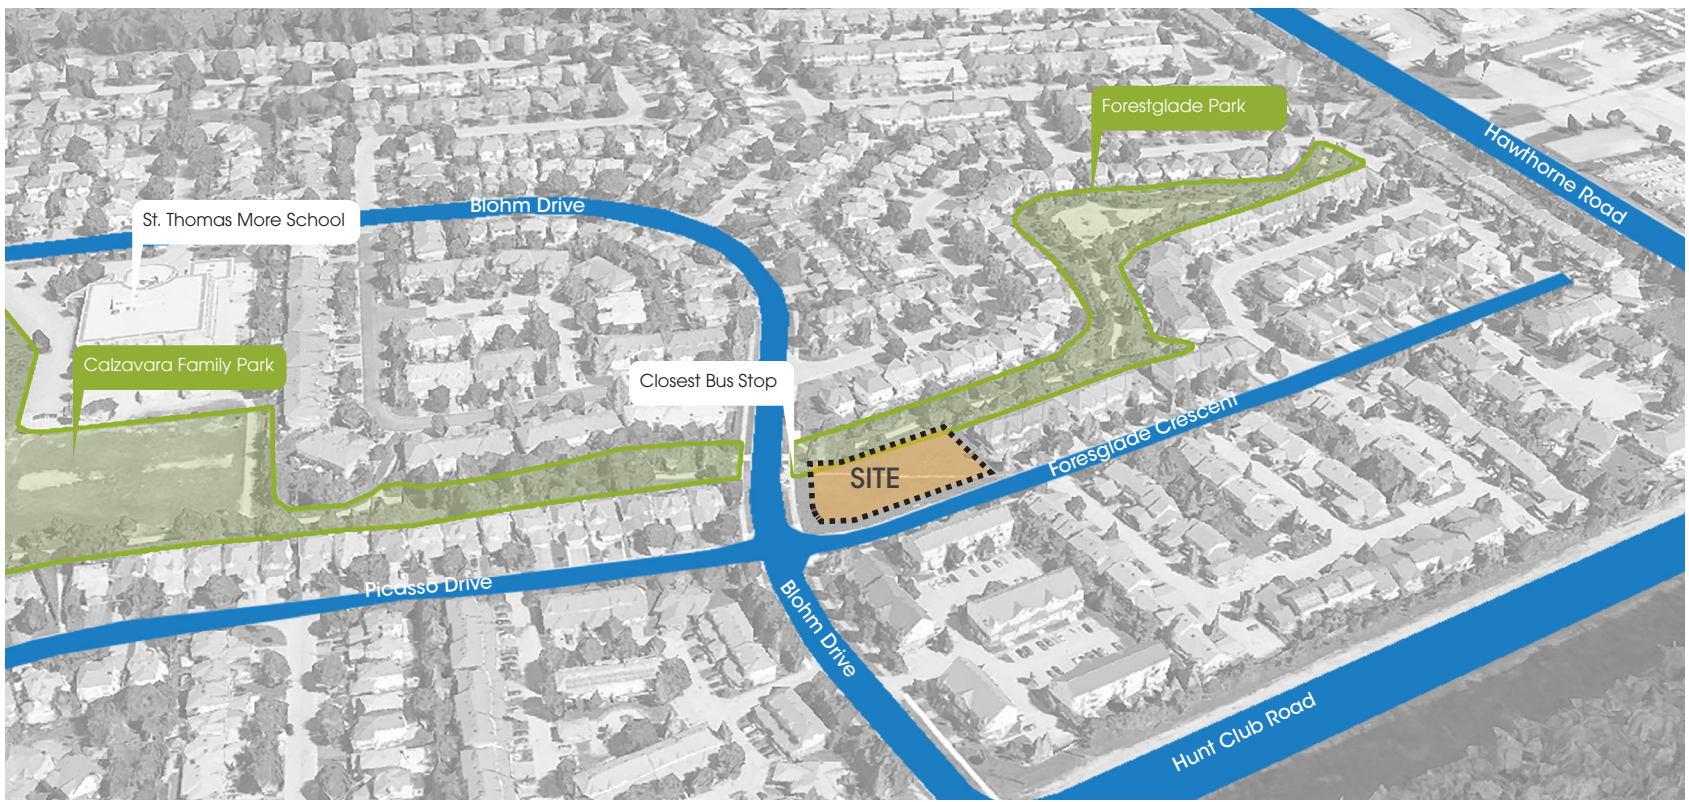 Forestglade Park
Hawthorne Road
Blohm Drive
St. Thomas More School
Calzavara Family Park
Closest Bus Stop
SITE
Foresglade Crescent
Picasso Drive
Blohm Drive
Hunt Club Road